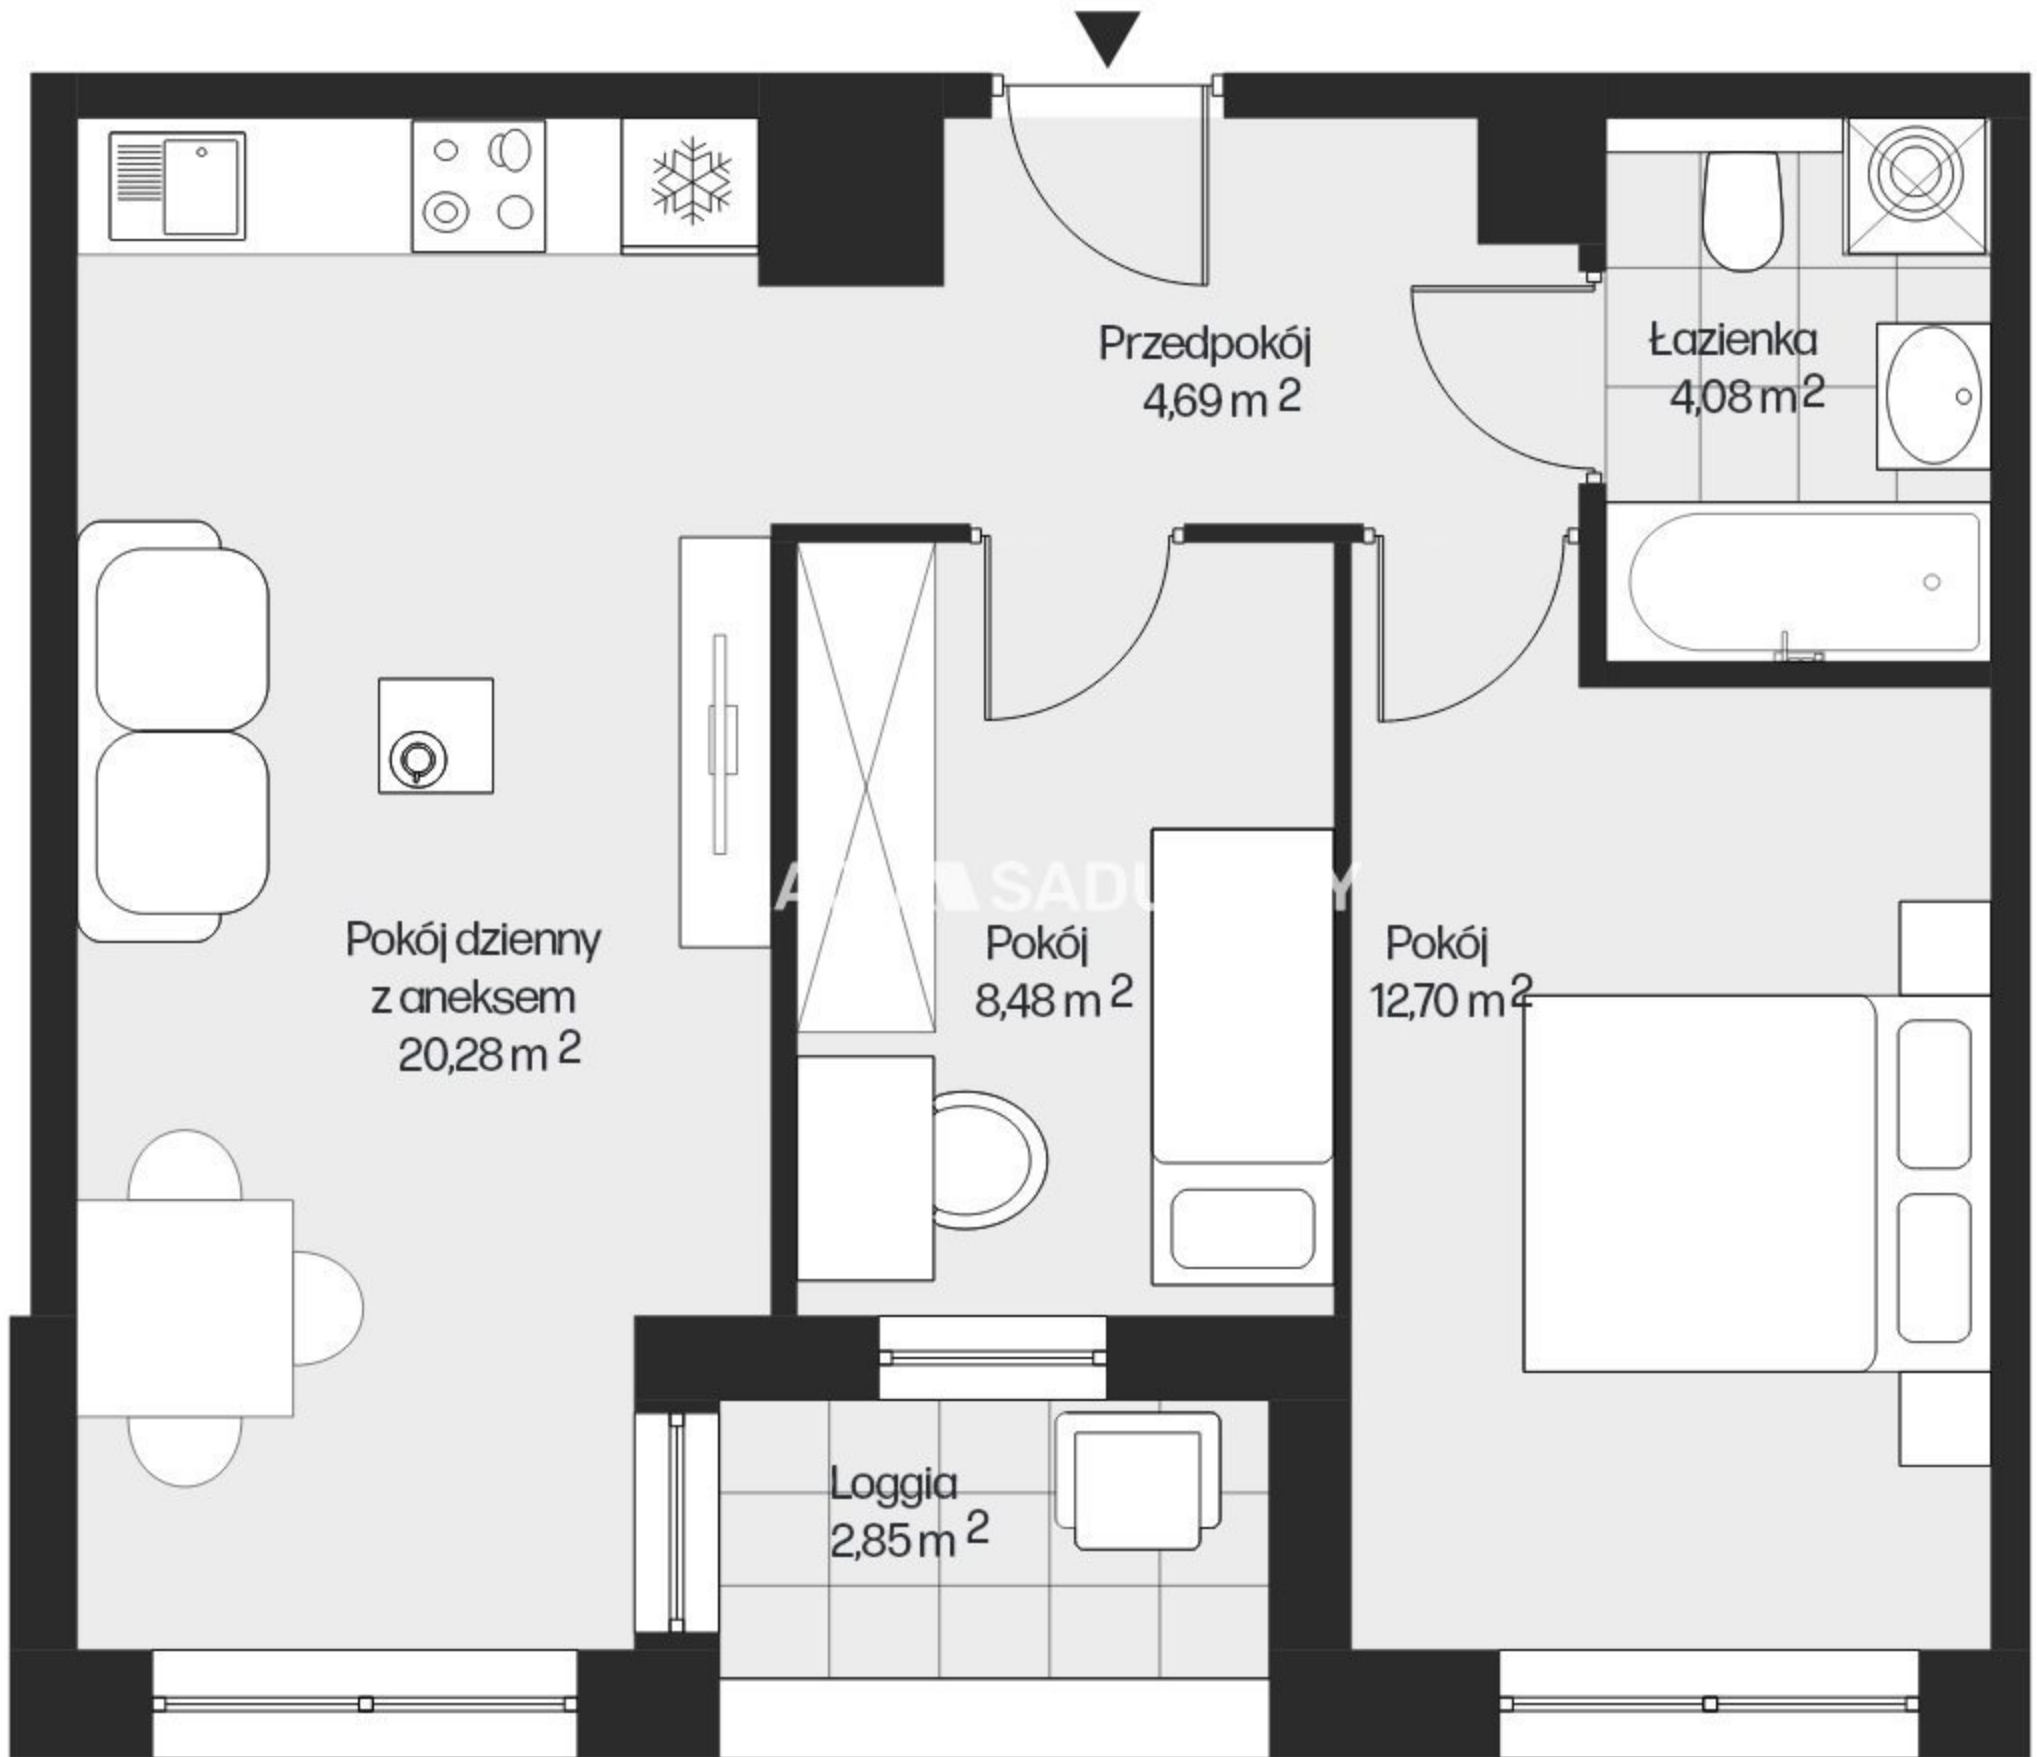 Przedpokój
4,69 m 2
Łazienka
4,08 m 2
Pokój dzienny
z aneksem
20,28 m 2
Pokój
8,48 m 2
Pokój
12,70 m 2
Loggia
2,85 m 2